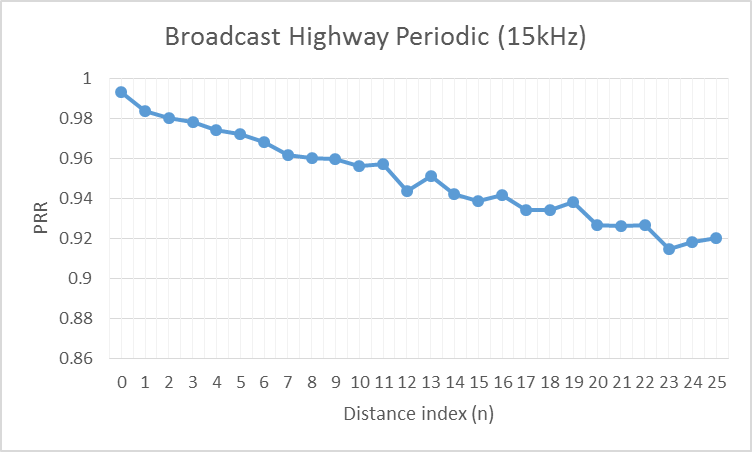 Broadcast Highway Periodic (15kHz)
1
0.98
0.96
0.94
0.92
0.9
0.88
0.86
PRR
0 1 2 3 4 5 6 7 8 9 10 11 12 13 14 15 16 17 18 19 20 21 22 23 24 25
Distance index (n)